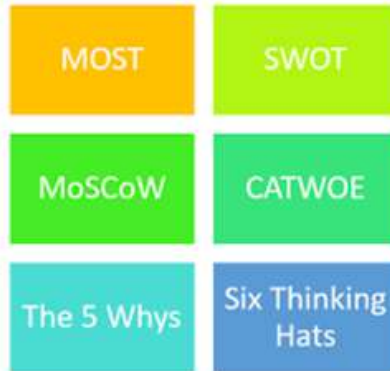 MOST
SWOT
MoSCoW
CATWOE
The 5 Whys
Six Thinking
Hats